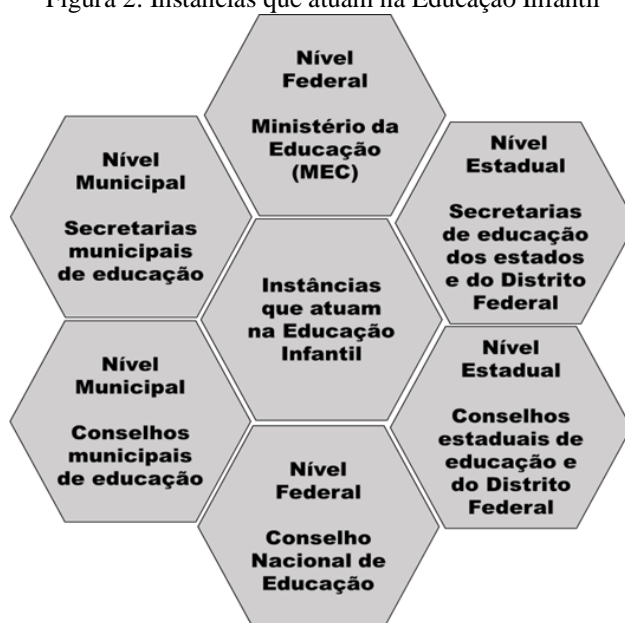 Figura 2: Instâncias que atuam na Educação Infantil
Nível
Federal
Ministério da
Educação
(MEC)
Nível
Municipal
Secretarias
municipais
de educação
Nível
Estadual
Secretarias
de educação
dos estados
e do Distrito
Federal
Instâncias
que atuam
na Educação
Infantil
Nível
Municipal
Conselhos
municipais
de educação
Nível
Estadual
Conselhos
estaduais de
educação e
do Distrito
Federal
Nível
Federal
Conselho
Nacional de
Educação